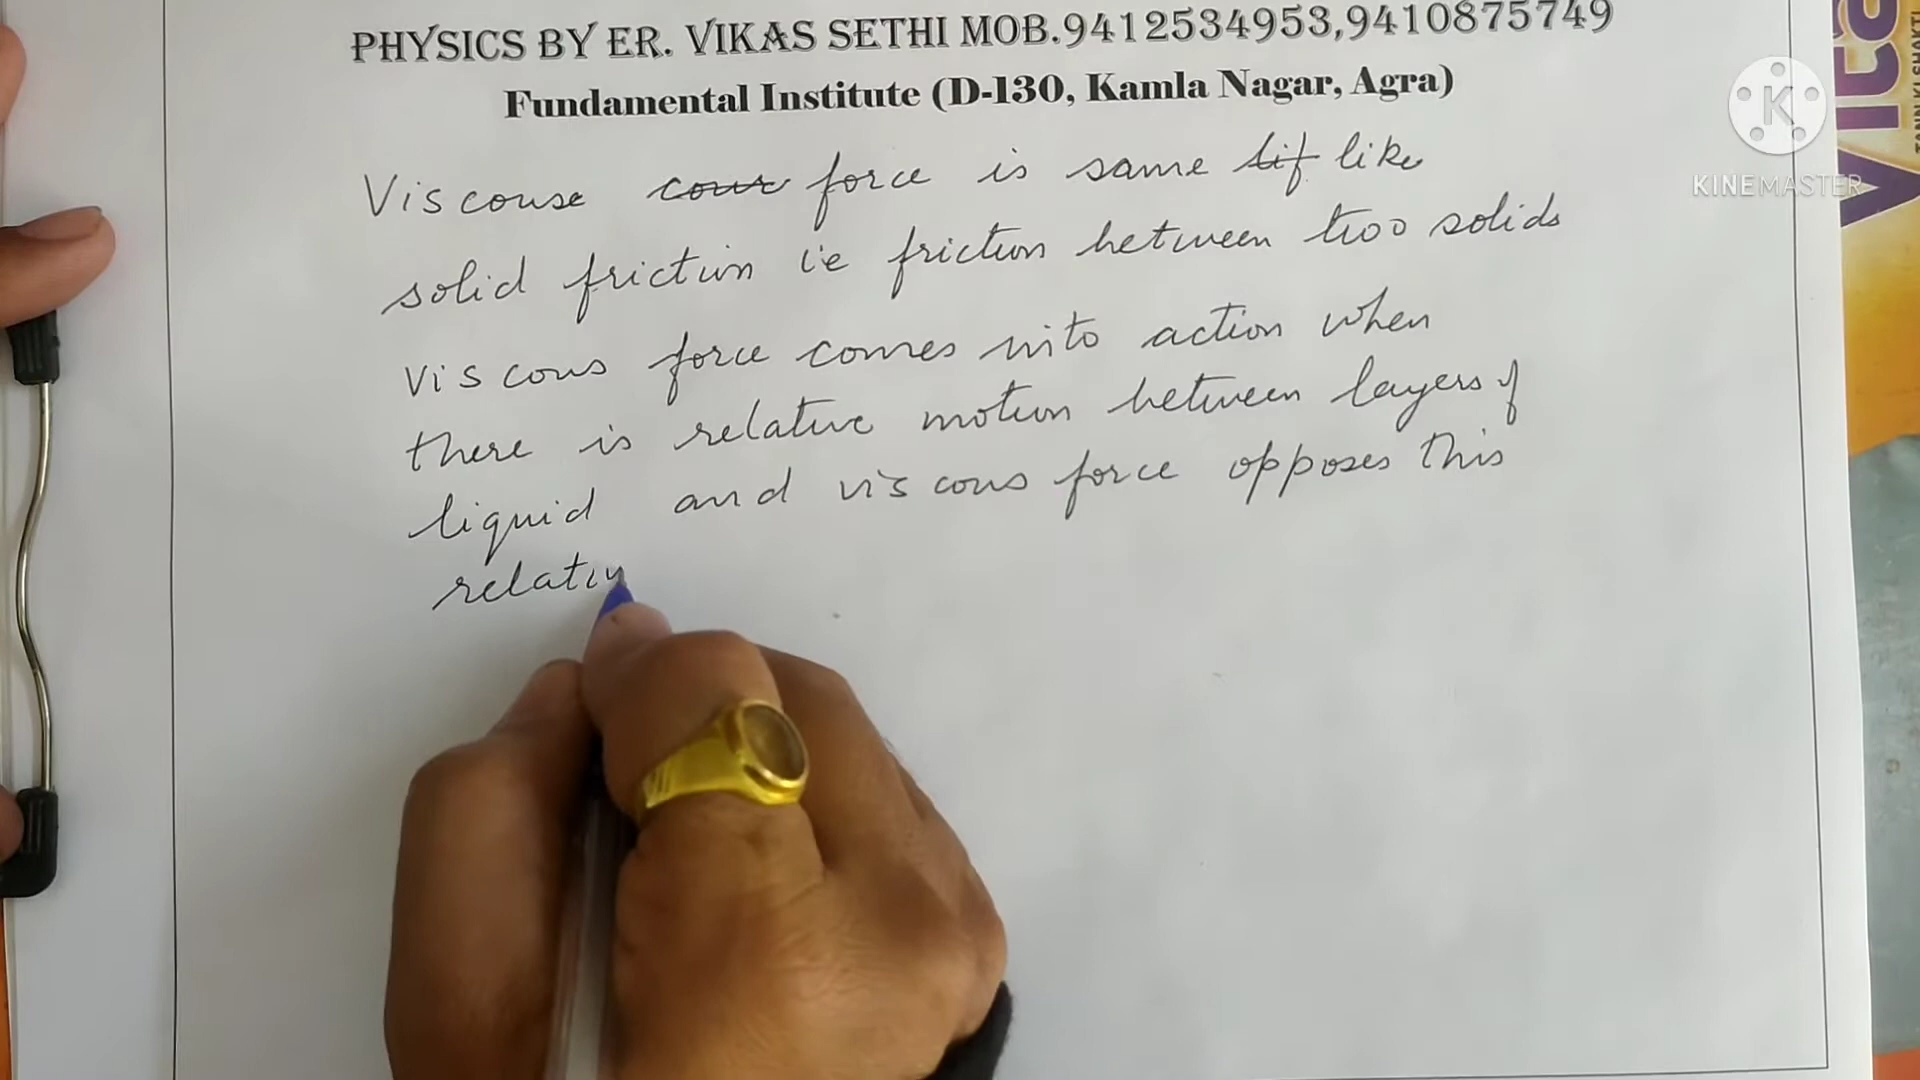 PHYSICS BY ER. VIKAS SETHI MOB.9412534953,9410875749
Fundamental Institute (D-130, Kamla Nagar, Agra)
K
KINEMASTER
Vita
Viscouse force is same like
solid friction i.e friction between two solids
viscous force comes into action when
there is relative motion between layers of
liquid and viscous force opposes this
relativ